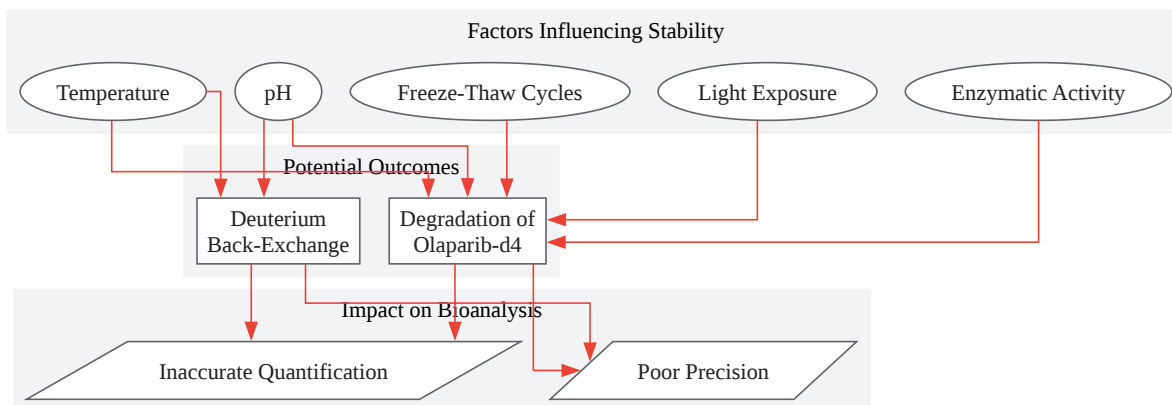 Factors Influencing Stability
Temperature
pH
Freeze-Thaw Cycles
Light Exposure
Enzymatic Activity
Potential Outcomes
Deuterium
Back-Exchange
Degradation of
Olaparib-d4
Impact on Bioanalysis
Inaccurate Quantification
Poor Precision